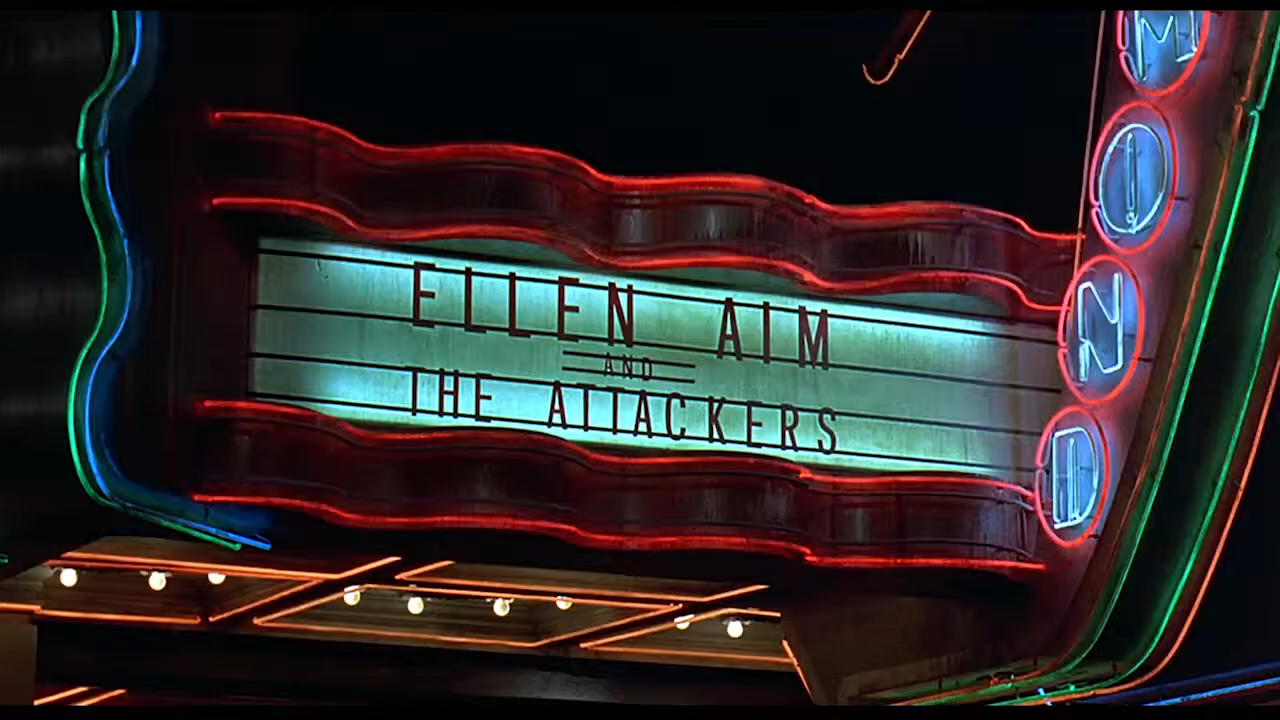 ELLEN AIM
AND
THE ATTACKERS
M
O
N
D